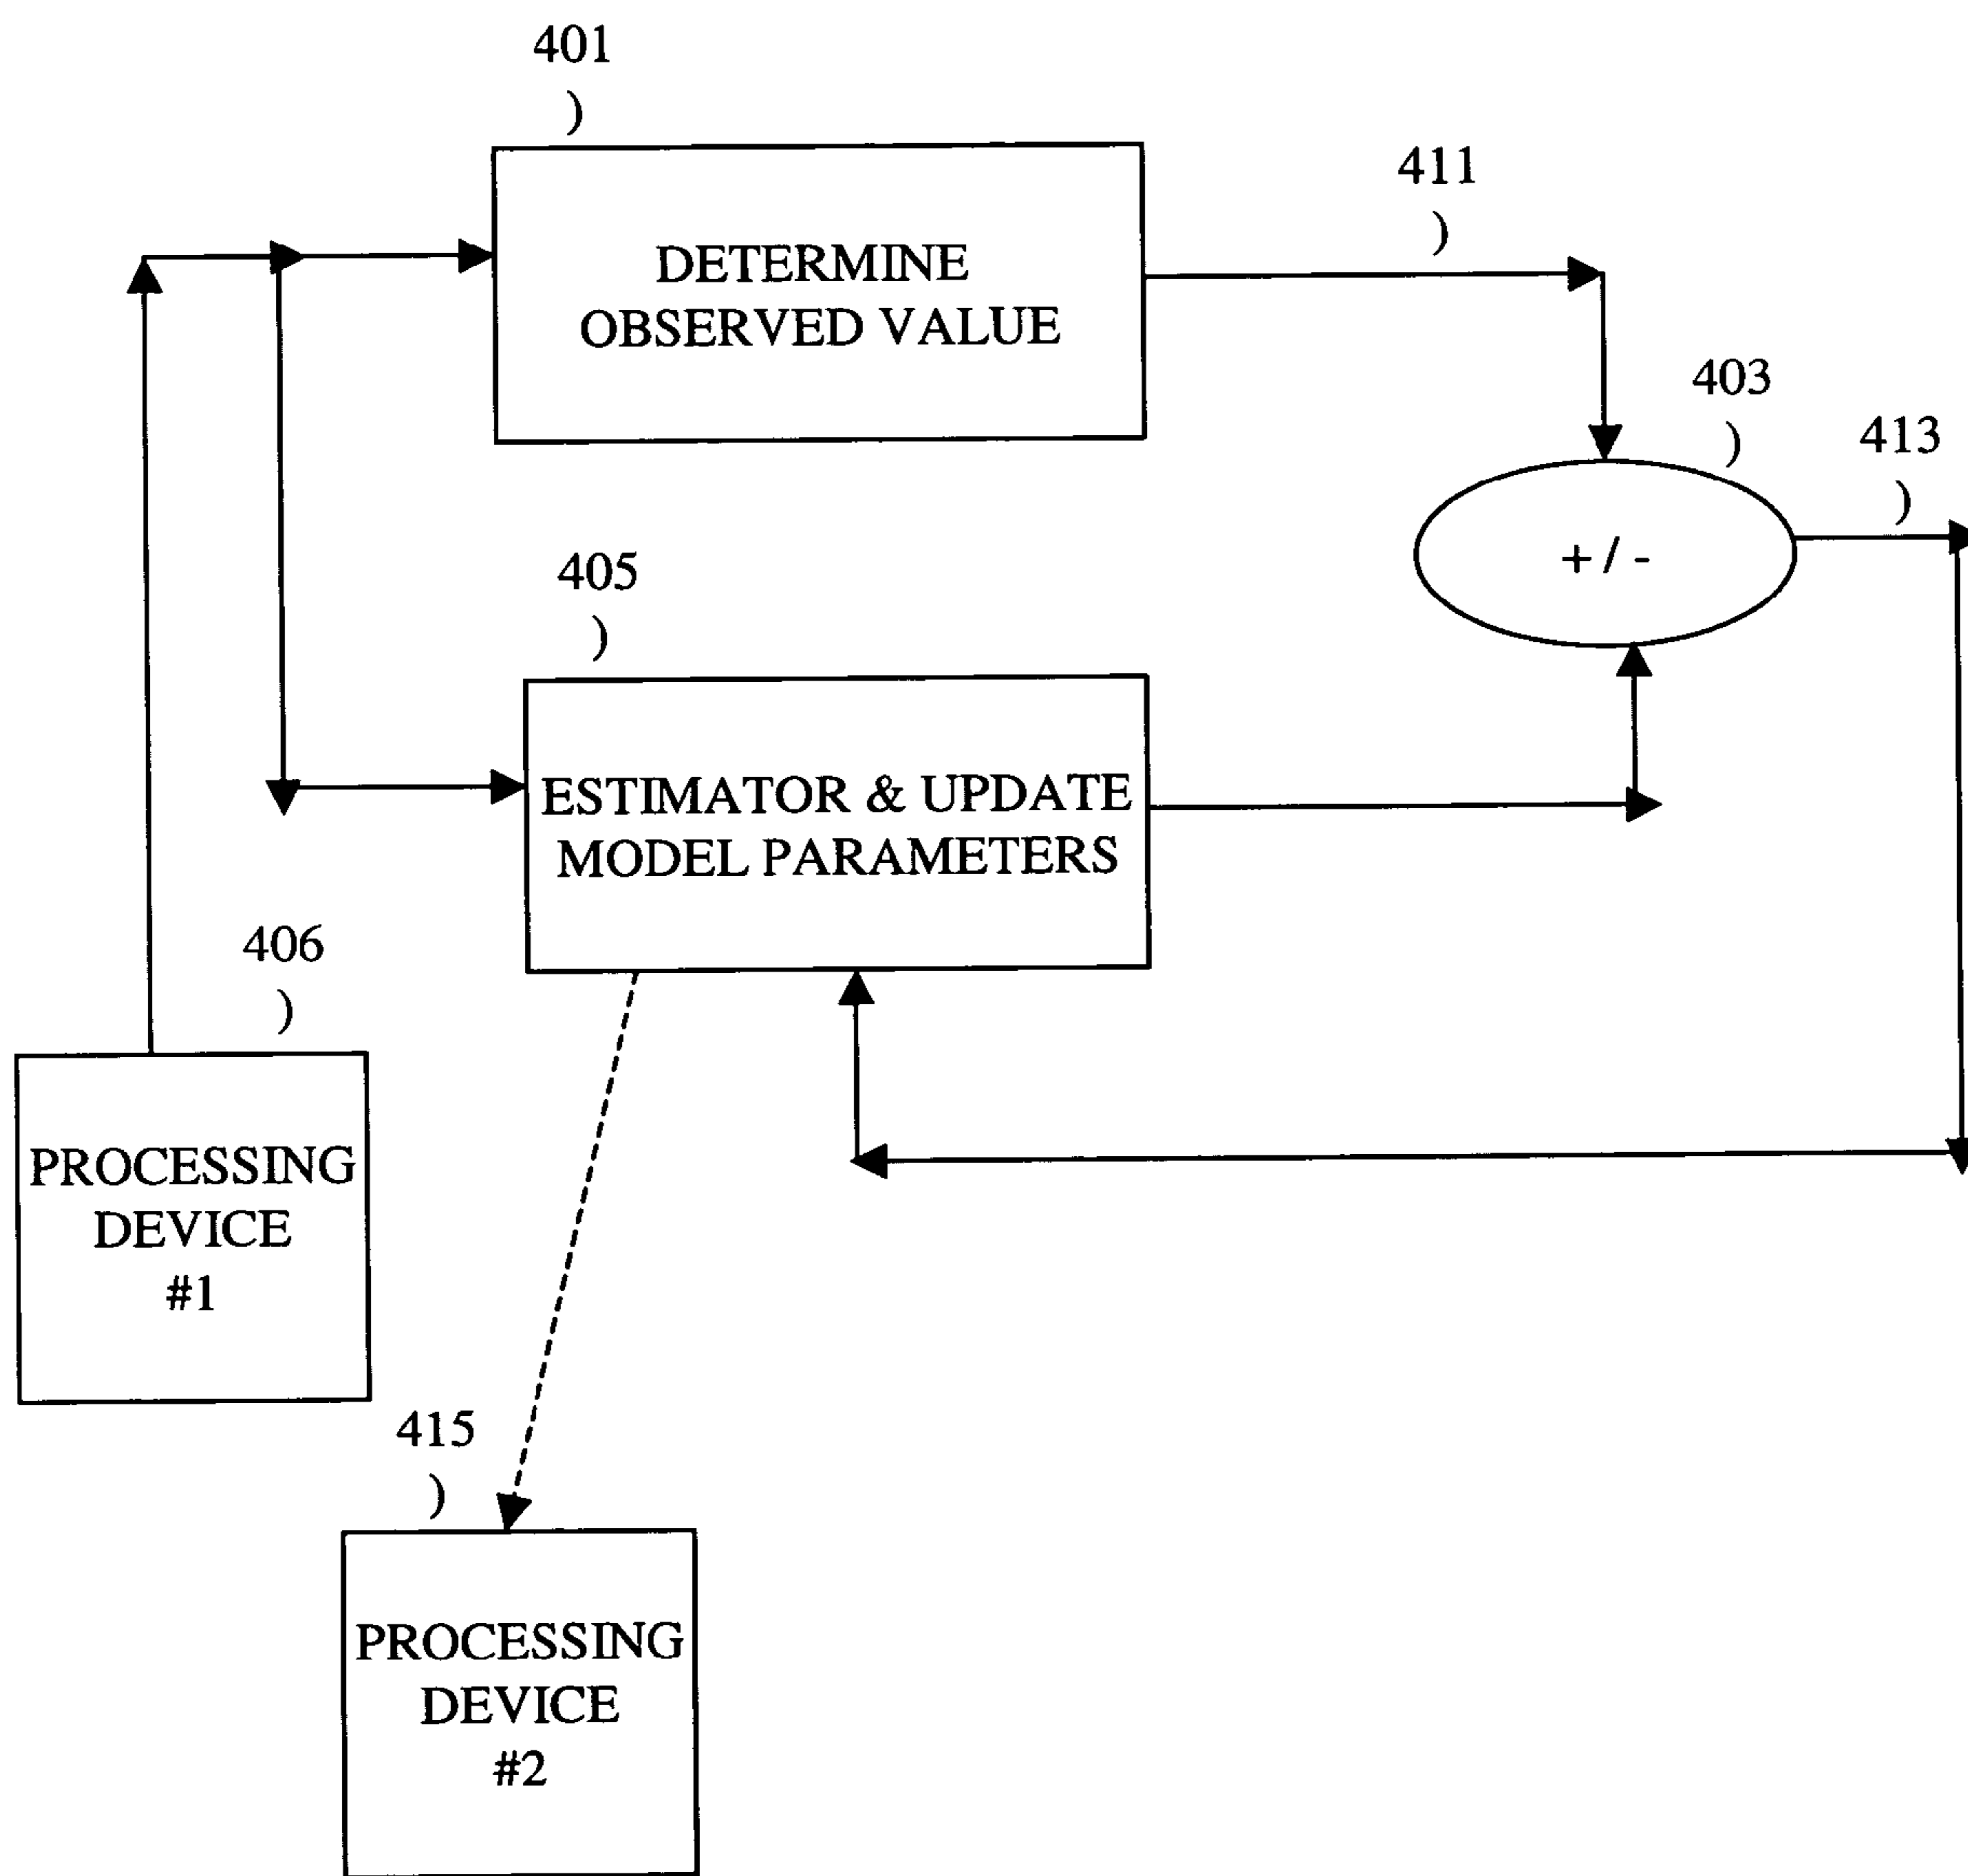 401
)
DETERMINE
OBSERVED VALUE
411
)
403
)
413
)
+ / -
405
)
ESTIMATOR & UPDATE
MODEL PARAMETERS
406
)
PROCESSING
DEVICE
#1
415
)
PROCESSING
DEVICE
#2